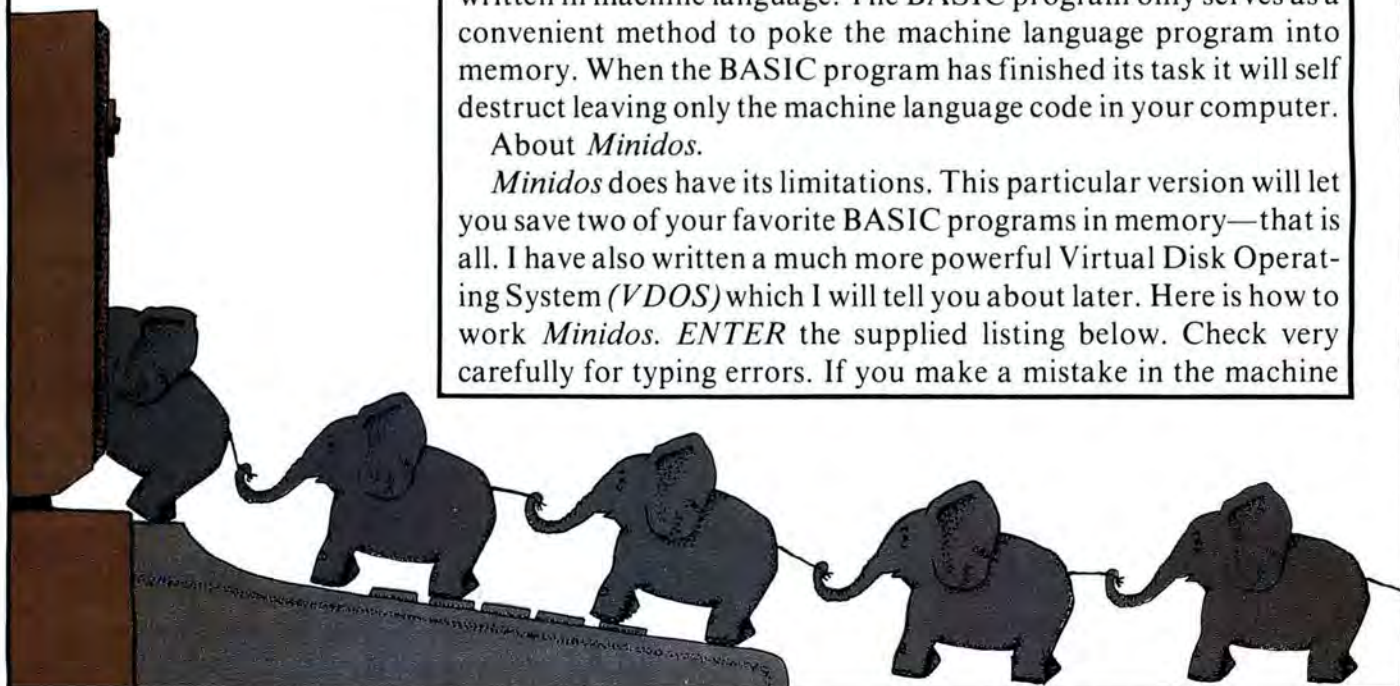 written in machine language. The BASIC program only serves as a
convenient method to poke the machine language program into
memory. When the BASIC program has finished its task it will self
destruct leaving only the machine language code in your computer.
About Minidos.
Minidos does have its limitations. This particular version will let
you save two of your favorite BASIC programs in memory—that is
all. I have also written a much more powerful Virtual Disk Operat-
ing System (VDOS) which I will tell you about later. Here is how to
work Minidos. ENTER the supplied listing below. Check very
carefully for typing errors. If you make a mistake in the machine